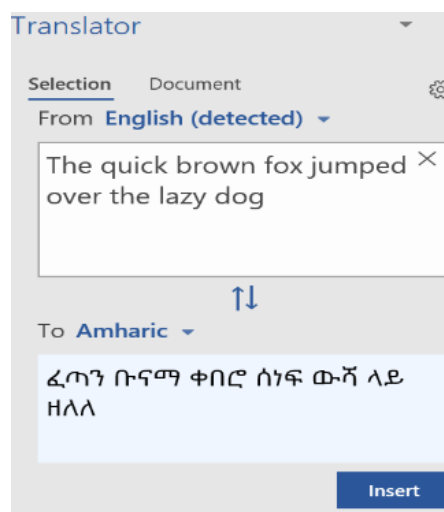 Translator
Selection Document
From English (detected)
The quick brown fox jumped
over the lazy dog
To Amharic
ፈጣን ቡናማ ቀበሮ ሰነፍ ውሻ ላይ
ዘለለ
Insert